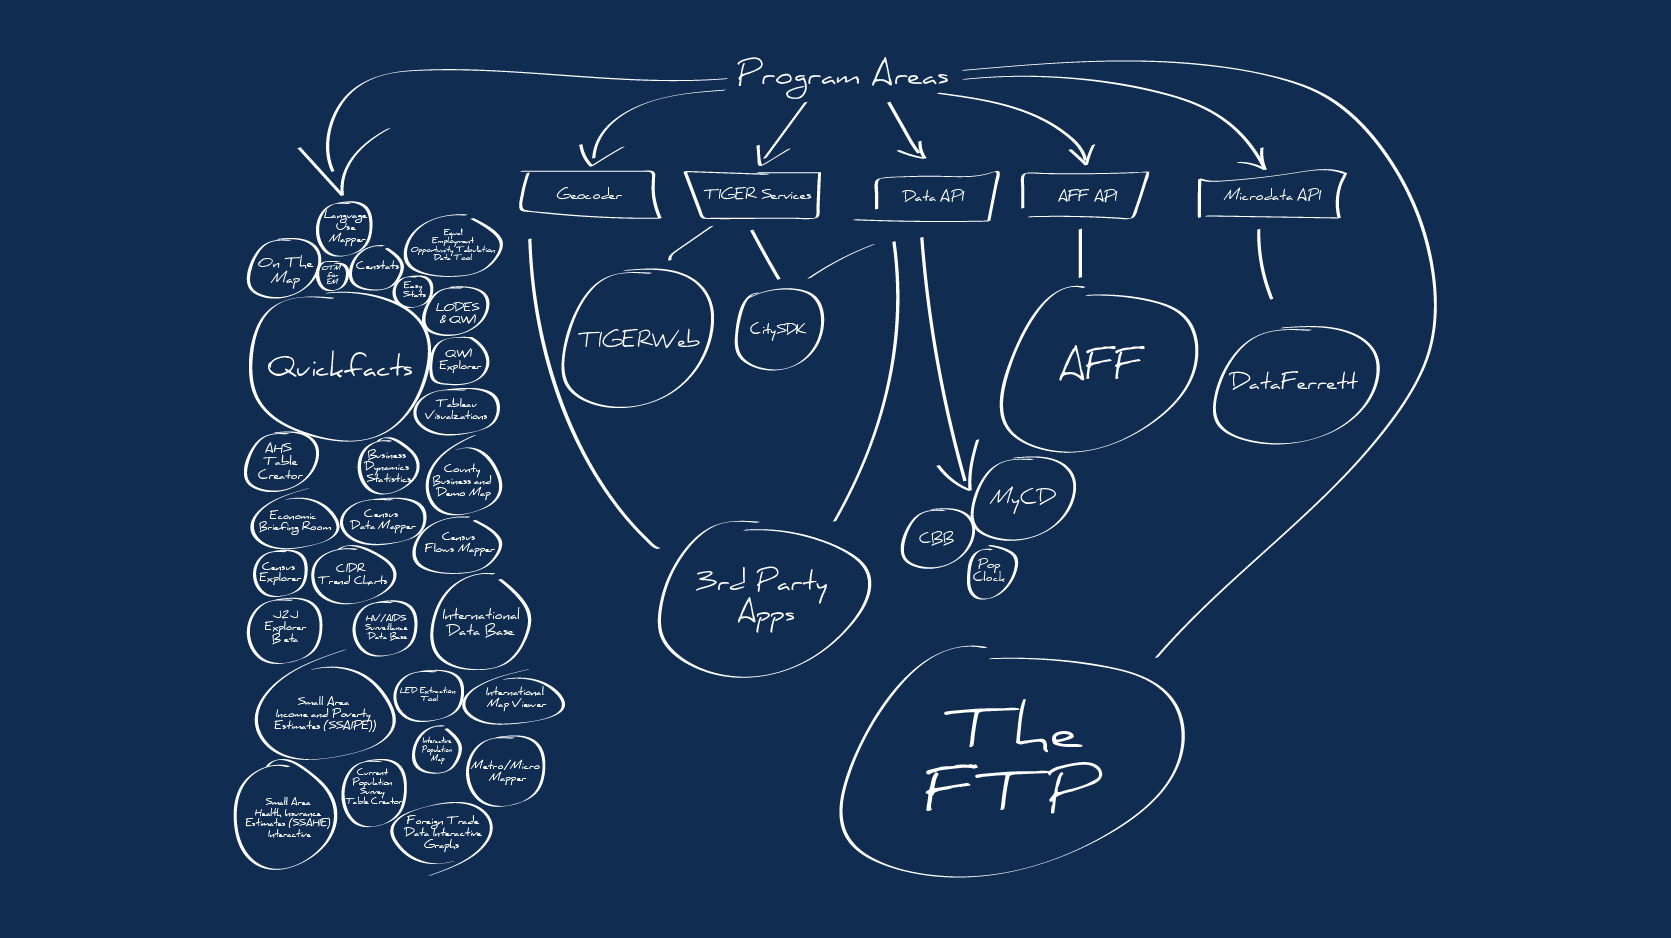 Program Areas
Geocoder
TIGER Services
Data API
AFF API
Microdata API
Language
Use
Mapper
Equal
Employment
Opportunity Tabulation
Data Tool
On The
Map
OTM
For
EM
Censtats
Easy
Stats
LODES
& QWI
Quickfacts
QWI
Explorer
Tableau
Visualzations
TIGERWeb
CitySDK
AFF
DataFerrett
AHS
Table
Creator
Business
Dynamics
Statistics
County
Business and
Demo Map
Economic
Briefing Room
Census
Data Mapper
Census
Flows Mapper
MyCD
CBB
Pop
Clock
Census
Explorer
CIDR
Trend Charts
3rd Party
Apps
J2J
Explorer
Beta
HIV/AIDS
Surveillance
Data Base
International
Data Base
Small Area
Income and Poverty
Estimates (SSAIPE))
LED Extraction
Tool
International
Map Viewer
Interactive
Population
Map
Metro/Micro
Mapper
The
FTP
Small Area
Health Insurance
Estimates (SSAHIE)
Interactive
Current
Population
Survey
Table Creator
Foreign Trade
Data Interactive
Graphs